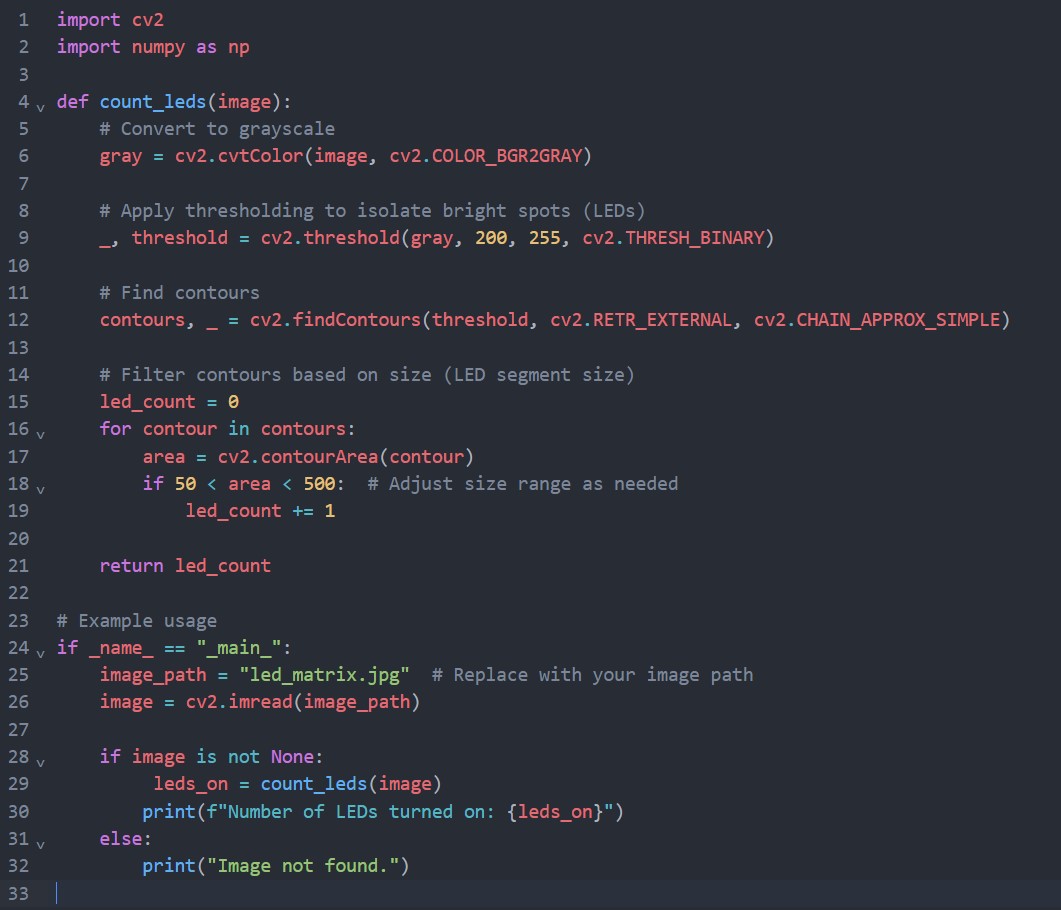 1 import cv2
2 import numpy as np
3
4 def count_leds(image):
5     # Convert to grayscale
6     gray = cv2.cvtColor(image, cv2.COLOR_BGR2GRAY)
7
8     # Apply thresholding to isolate bright spots (LEDs)
9     _, threshold = cv2.threshold(gray, 200, 255, cv2.THRESH_BINARY)
10
11     # Find contours
12     contours, _ = cv2.findContours(threshold, cv2.RETR_EXTERNAL, cv2.CHAIN_APPROX_SIMPLE)
13
14     # Filter contours based on size (LED segment size)
15     led_count = 0
16     for contour in contours:
17         area = cv2.contourArea(contour)
18         if 50 < area < 500:  # Adjust size range as needed
19             led_count += 1
20
21     return led_count
22
23 # Example usage
24 if _name_ == "_main_":
25     image_path = "led_matrix.jpg"  # Replace with your image path
26     image = cv2.imread(image_path)
27
28     if image is not None:
29          leds_on = count_leds(image)
30         print(f"Number of LEDs turned on: {leds_on}")
31     else:
32         print("Image not found.")
33